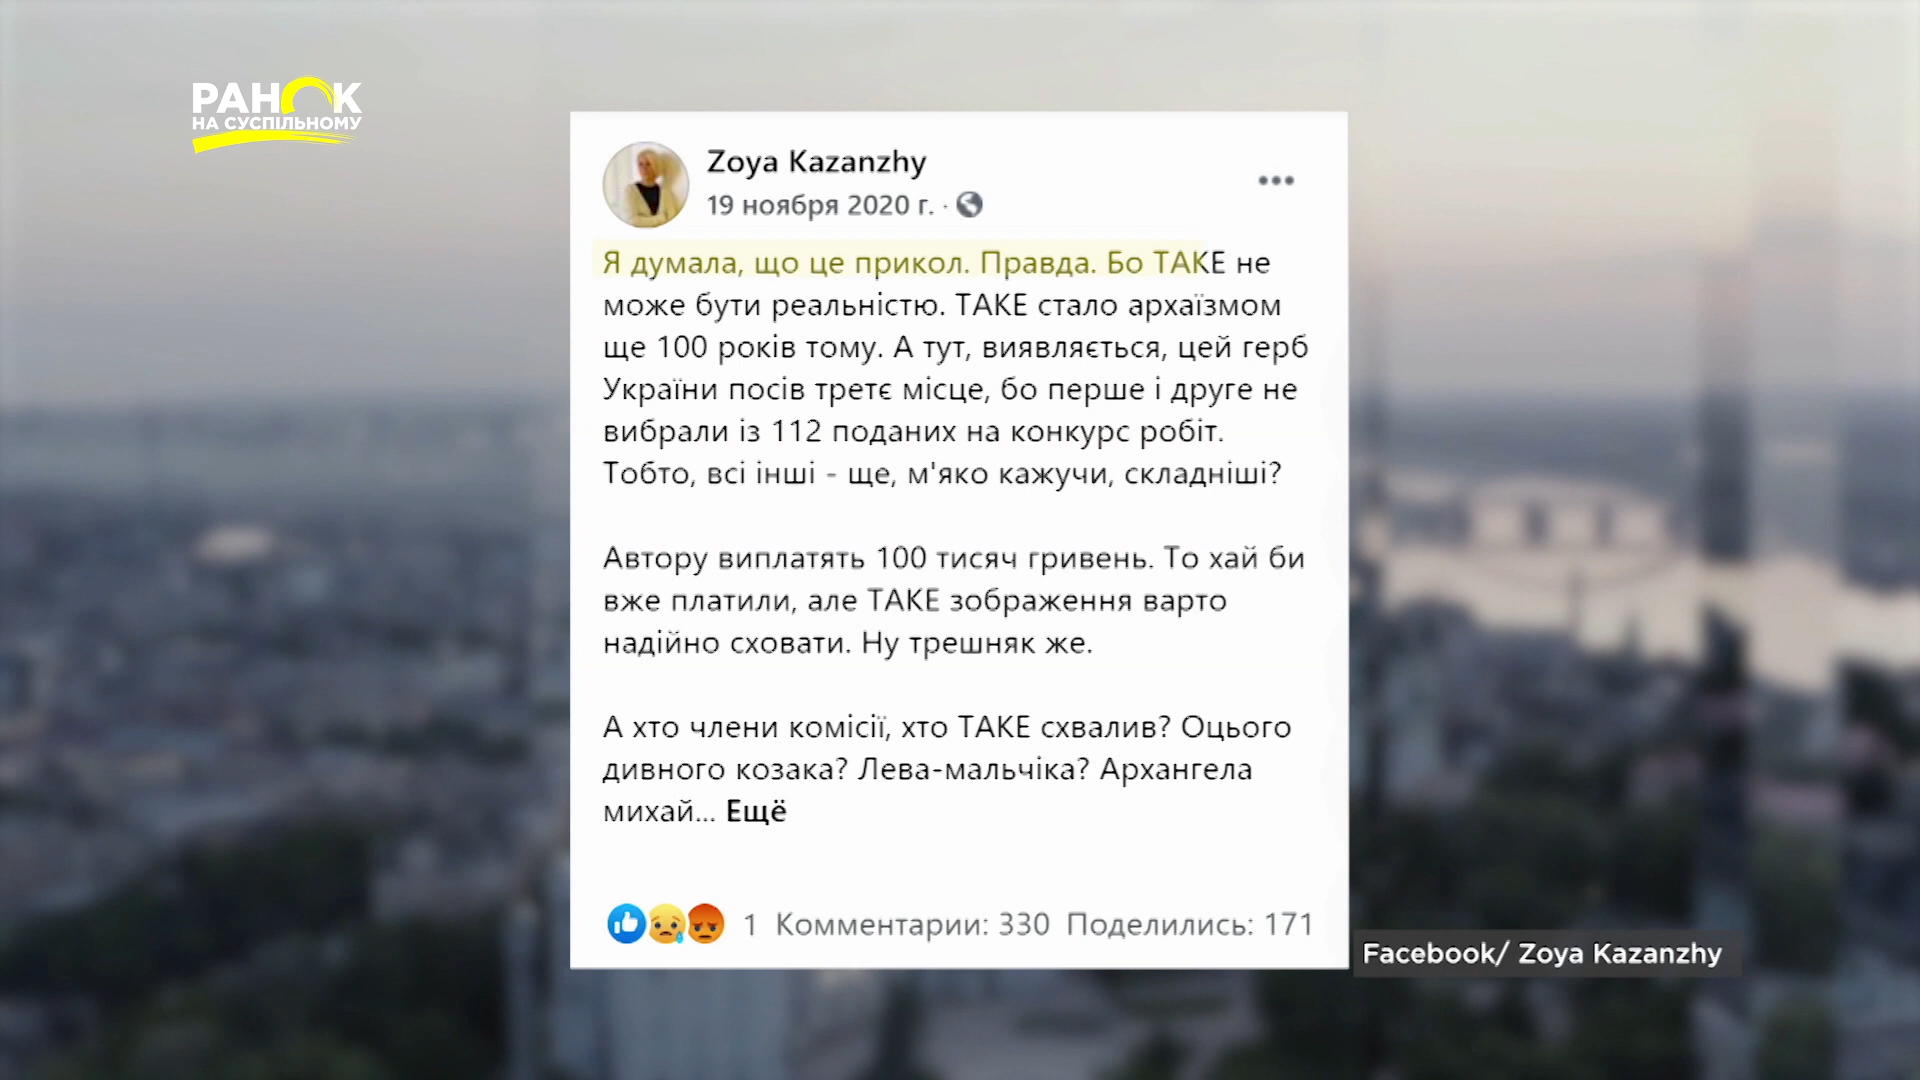 РАНОК
НА СУСПІЛЬНОМУ
Zoya Kazanzhy
19 ноября 2020 г. ·
Я думала, що це прикол. Правда. Бо ТАКЕ не
може бути реальністю. ТАКЕ стало архаїзмом
ще 100 років тому. А тут, виявляється, цей герб
України посів третє місце, бо перше і друге не
вибрали із 112 поданих на конкурс робіт.
Тобто, всі інші - ще, м'яко кажучи, складніші?
Автору виплатять 100 тисяч гривень. То хай би
вже платили, але ТАКЕ зображення варто
надійно сховати. Ну трешняк же.
А хто члени комісії, хто ТАКЕ схвалив? Оцього
дивного козака? Лева-мальчіка? Архангела
михай... Ещё
1 Комментарии: 330 Поделились: 171
Facebook/ Zoya Kazanzhy